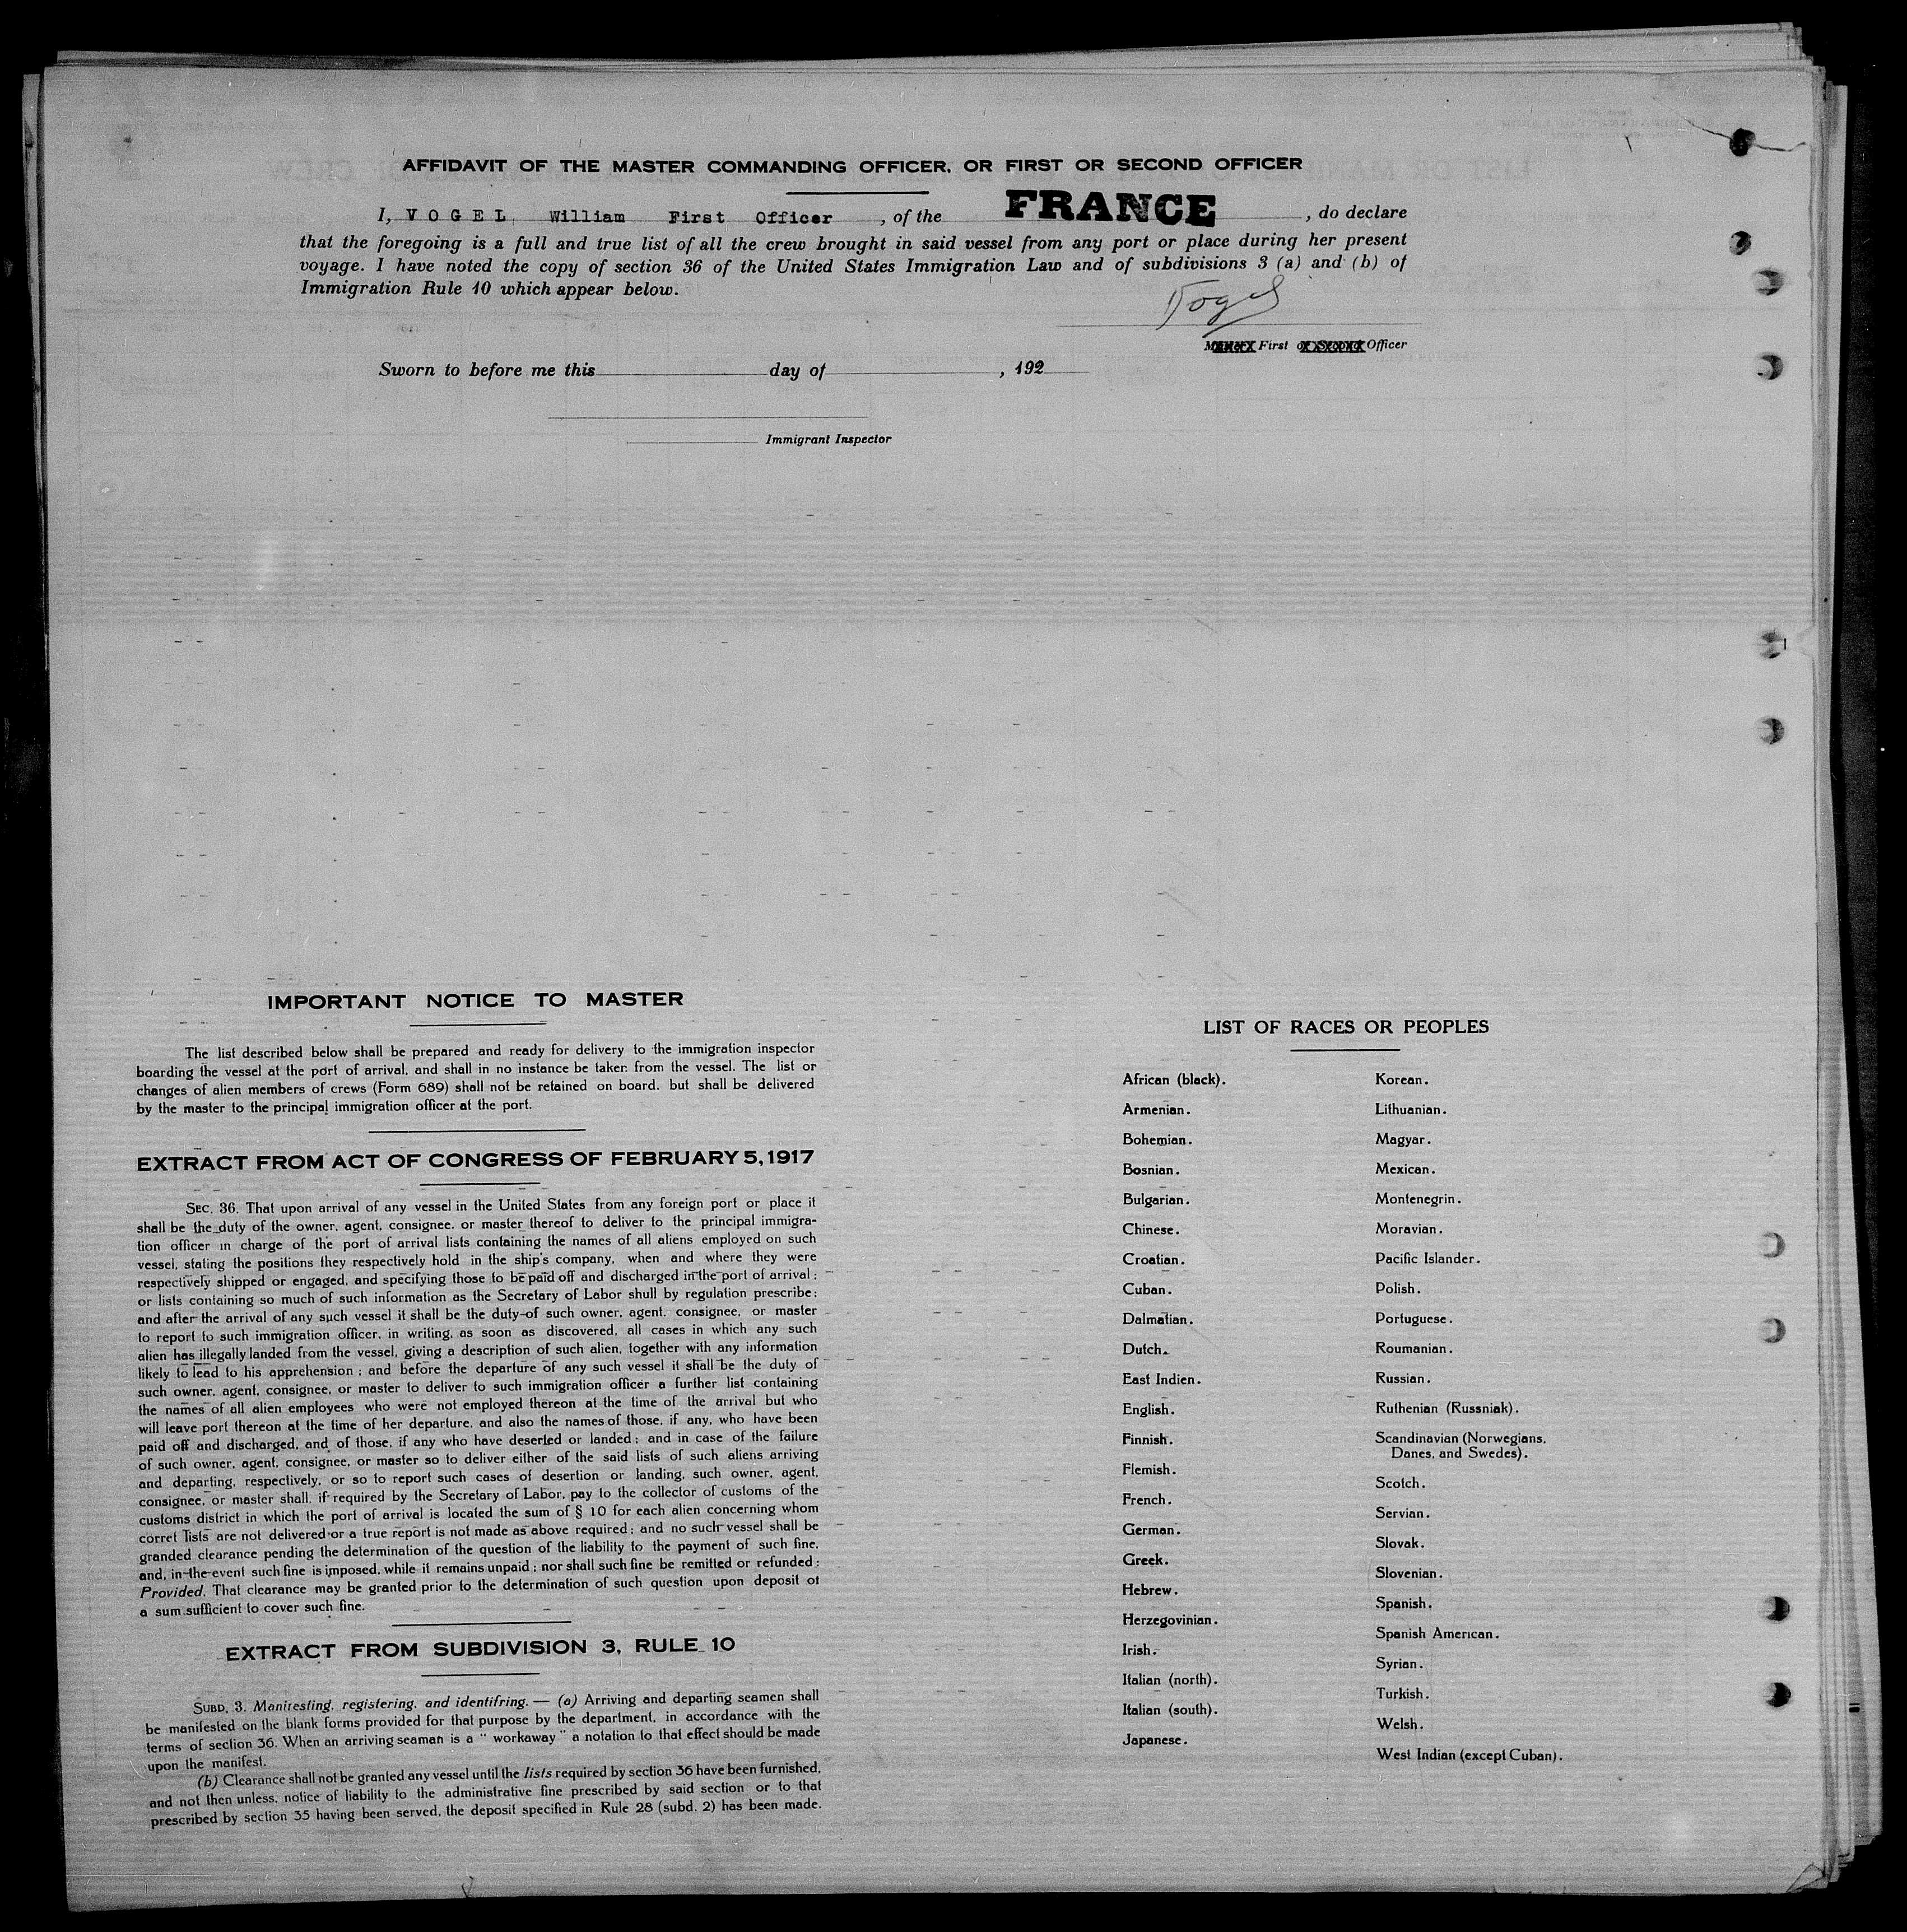 AFFIDAVIT OF THE MASTER COMMANDING OFFICER, OR FIRST OR SECOND OFFICER
I, VOGEL, William First Officer, of the FRANCE, do declare
that the foregoing is a full and true list of all the crew brought in said vessel from any port or place during her present
voyage. I have noted the copy of section 36 of the United States Immigration Law and of subdivisions 3 (a) and (b) of
Immigration Rule 10 which appear below.
Vogel
First or Second Officer
Sworn to before me this day of , 192
Immigrant Inspector
IMPORTANT NOTICE TO MASTER
The list described below shall be prepared and ready for delivery to the immigration inspector
boarding the vessel at the port of arrival, and shall in no instance be taken from the vessel. The list or
changes of alien members of crews (Form 689) shall not be retained on board, but shall be delivered
by the master to the principal immigration officer at the port.
EXTRACT FROM ACT OF CONGRESS OF FEBRUARY 5, 1917
SEC. 36. That upon arrival of any vessel in the United States from any foreign port or place it
shall be the duty of the owner, agent, consignee, or master thereof to deliver to the principal immigra-
tion officer in charge of the port of arrival lists containing the names of all aliens employed on such
vessel, stating the positions they respectively hold in the ship's company, when and where they were
respectively shipped or engaged, and specifying those to be paid off and discharged in the port of arrival;
or lists containing so much of such information as the Secretary of Labor shull by regulation prescribe;
and after the arrival of any such vessel it shall be the duty of such owner, agent, consignee, or master
to report to such immigration officer, in writing, as soon as discovered, all cases in which any such
alien has illegally landed from the vessel, giving a description of such alien, together with any information
likely to lead to his apprehension; and before the departure of any such vessel it shall be the duty of
such owner, agent, consignee, or master to deliver to such immigration officer a further list containing
the names of all alien employees who were not employed thereon at the time of the arrival but who
will leave port thereon at the time of her departure, and also the names of those, if any, who have been
paid off and discharged, and of those, if any who have deserted or landed; and in case of the failure
of such owner, agent, consignee, or master so to deliver either of the said lists of such aliens arriving
and departing, respectively, or so to report such cases of desertion or landing, such owner, agent,
consignee, or master shall, if required by the Secretary of Labor, pay to the collector of customs of the
customs district in which the port of arrival is located the sum of § 10 for each alien concerning whom
corret lists are not delivered or a true report is not made as above required; and no such vessel shall be
granded clearance pending the determination of the question of the liability to the payment of such fine,
and, in the event such fine is imposed, while it remains unpaid; nor shall such fine be remitted or refunded:
Provided, That clearance may be granted prior to the determination of such question upon deposit of
a sum sufficient to cover such fine.
EXTRACT FROM SUBDIVISION 3, RULE 10
SUBD. 3. Manifesting, registering, and identifring. — (a) Arriving and departing seamen shall
be manifested on the blank forms provided for that purpose by the department, in accordance with the
terms of section 36. When an arriving seaman is a " workaway " a notation to that effect should be made
upon the manifest.
(b) Clearance shall not be granted any vessel until the lists required by section 36 have been furnished,
and not then unless, notice of liability to the administrative fine prescribed by said section or to that
prescribed by section 35 having been served, the deposit specified in Rule 28 (subd. 2) has been made.
LIST OF RACES OR PEOPLES
African (black).
Armenian.
Bohemian.
Bosnian.
Bulgarian.
Chinese.
Croatian.
Cuban.
Dalmatian.
Dutch.
East Indien.
English.
Finnish.
Flemish.
French.
German.
Greek.
Hebrew.
Herzegovinian.
Irish.
Italian (north).
Italian (south).
Japanese.
Korean.
Lithuanian.
Magyar.
Mexican.
Montenegrin.
Moravian.
Pacific Islander.
Polish.
Portuguese.
Roumanian.
Russian.
Ruthenian (Russniak).
Scandinavian (Norwegians,
Danes, and Swedes).
Scotch.
Servian.
Slovak.
Slovenian.
Spanish.
Spanish American.
Syrian.
Turkish.
Welsh.
West Indian (except Cuban).